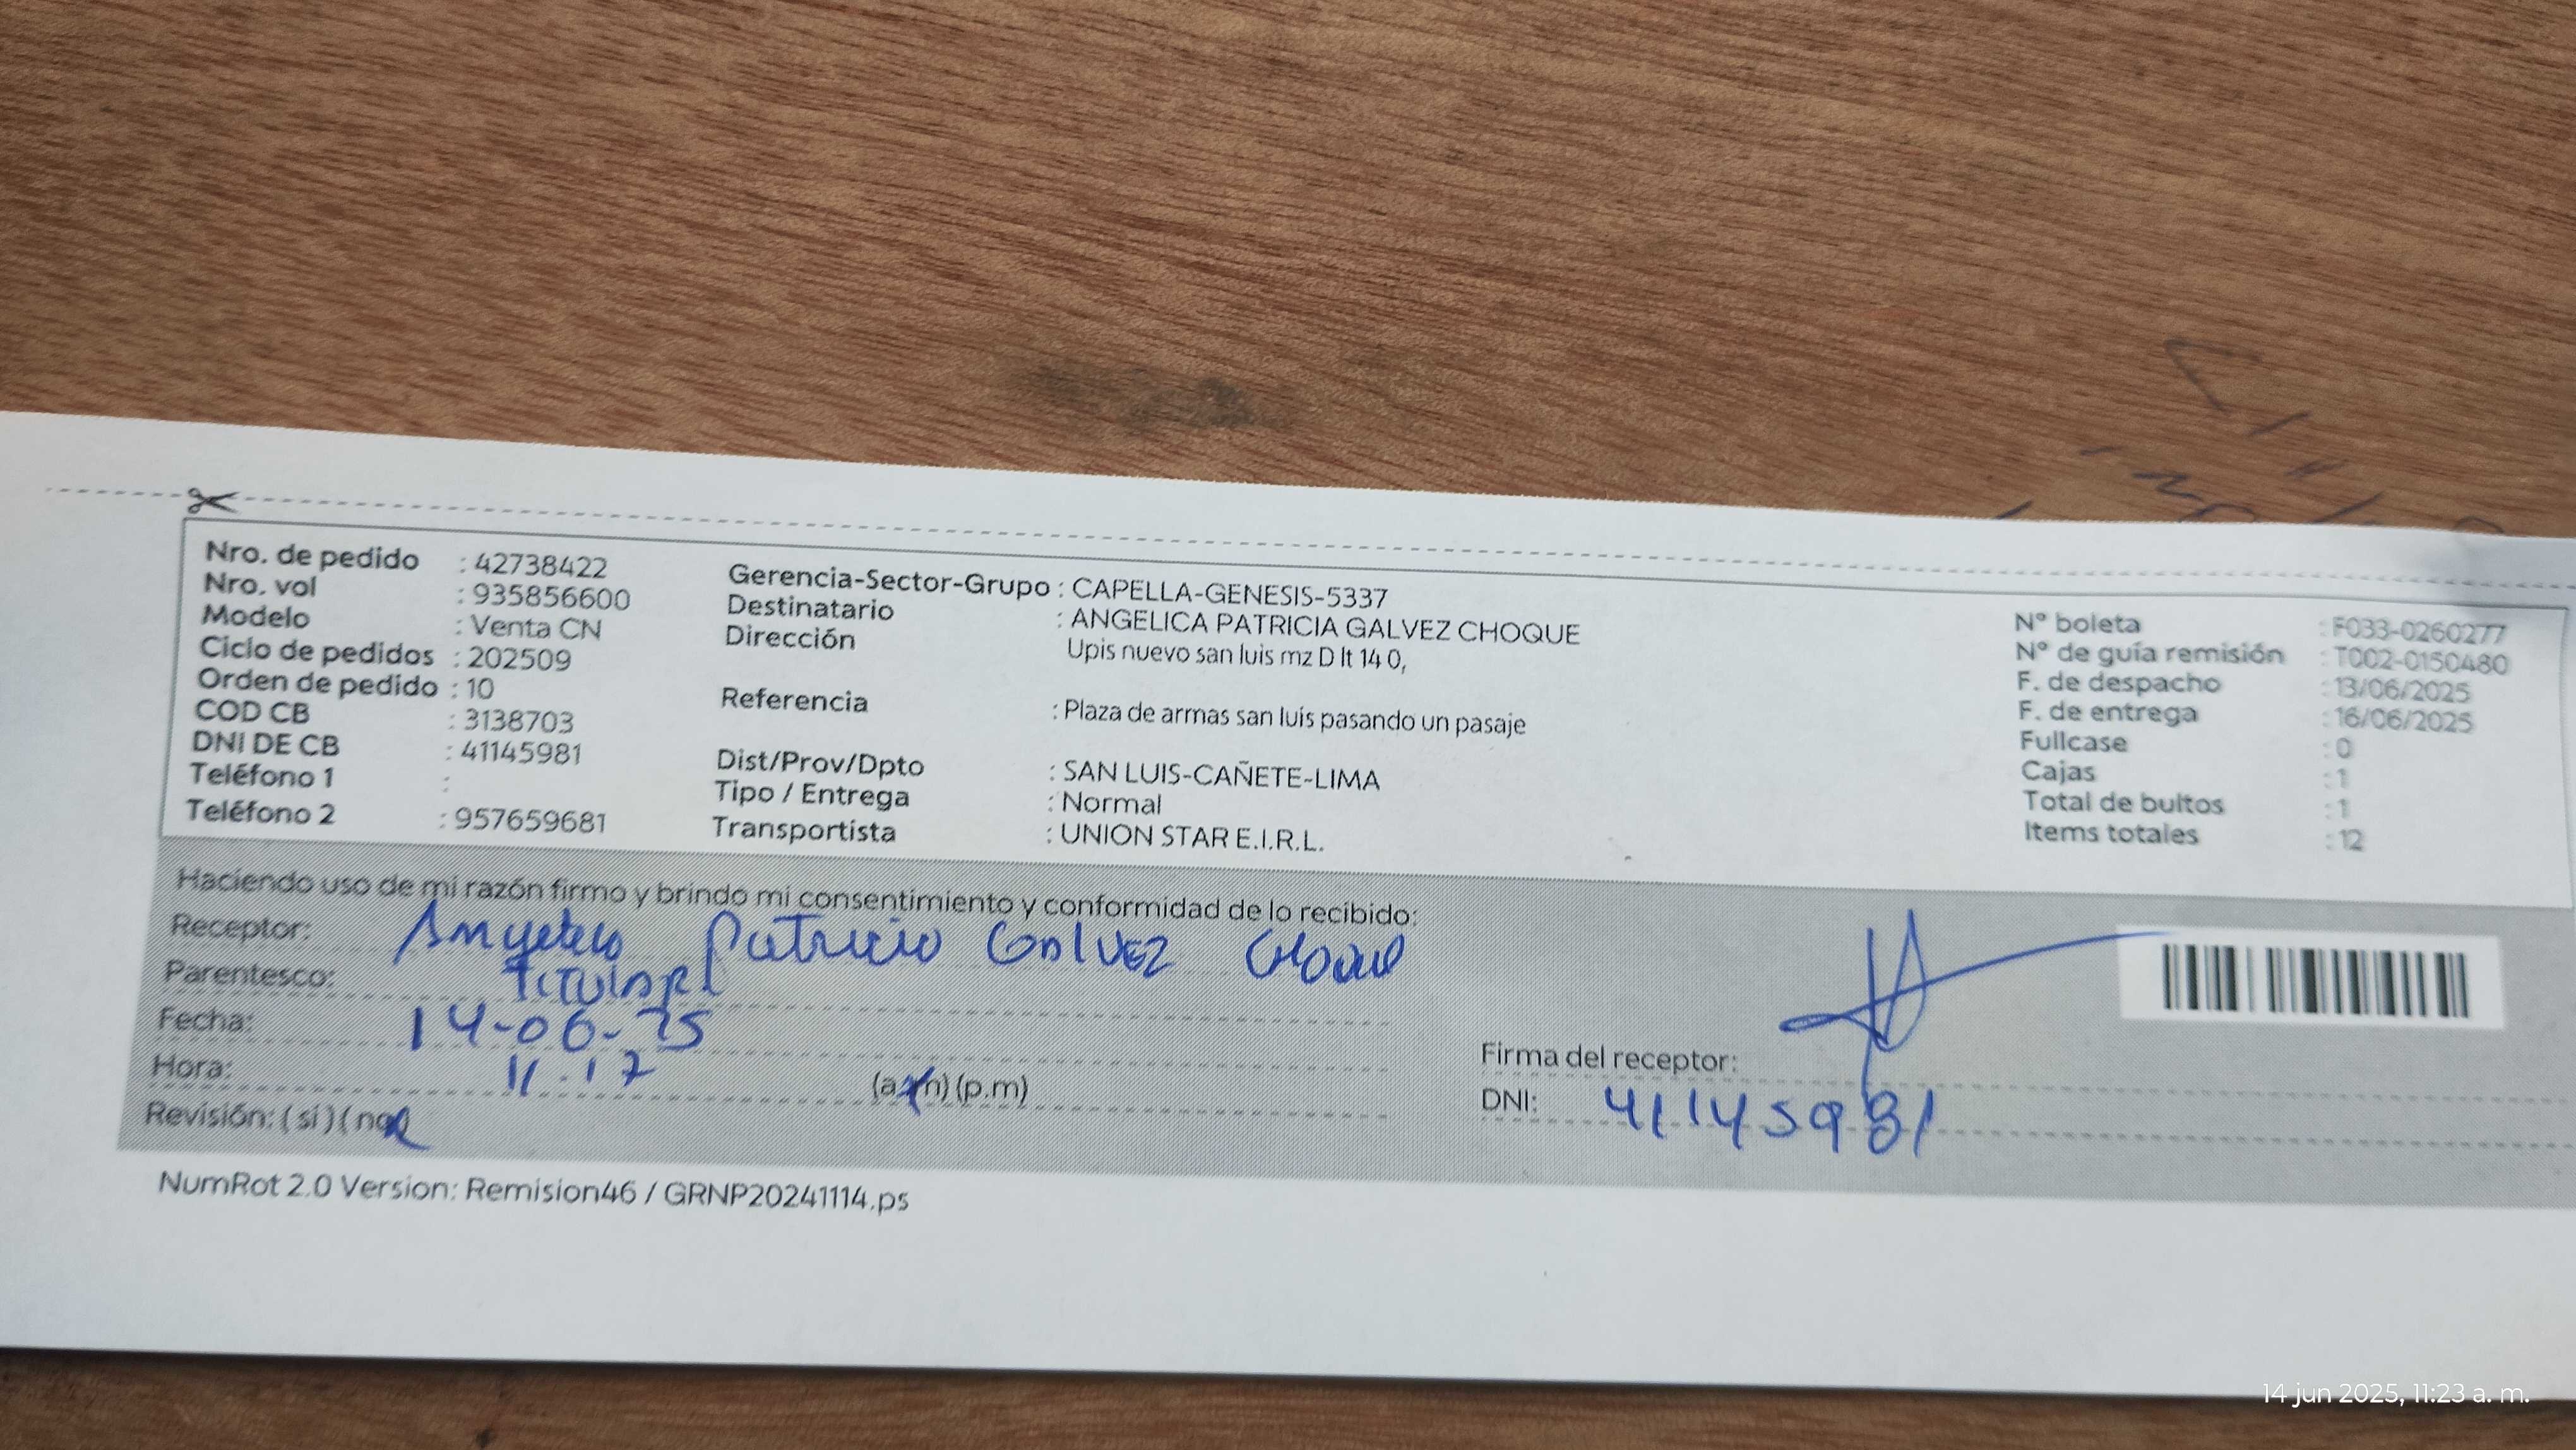 Nro. de pedido : 42738422
Nro. vol : 935856600
Modelo : Venta CN
Ciclo de pedidos : 202509
Orden de pedido : 10
COD CB : 3138703
DNI DE CB : 41145981
Teléfono 1 :
Teléfono 2 : 957659681
Gerencia-Sector-Grupo : CAPELLA-GENESIS-5337
Destinatario : ANGELICA PATRICIA GALVEZ CHOQUE
Dirección Upis nuevo san luis mz D lt 14 0,
Referencia : Plaza de armas san luis pasando un pasaje
Dist/Prov/Dpto : SAN LUIS-CAÑETE-LIMA
Tipo / Entrega : Normal
Transportista : UNION STAR E.I.R.L.
N° boleta : F033-0260277
N° de guía remisión : T002-0150480
F. de despacho : 13/06/2025
F. de entrega : 16/06/2025
Fullcase : 0
Cajas : 1
Total de bultos : 1
Items totales : 12
Haciendo uso de mi razón firmo y brindo mi consentimiento y conformidad de lo recibido:
Receptor: Angelica Patricia Galvez Choque
Parentesco: TITULAR
Fecha: 14-06-25
Hora: 11-17 (a.m) (p.m)
Revisión: (si) (no)
Firma del receptor:
DNI: 41145981
NumRot 2.0 Version: Remision46 / GRNP20241114.ps
14 jun 2025, 11:23 a. m.